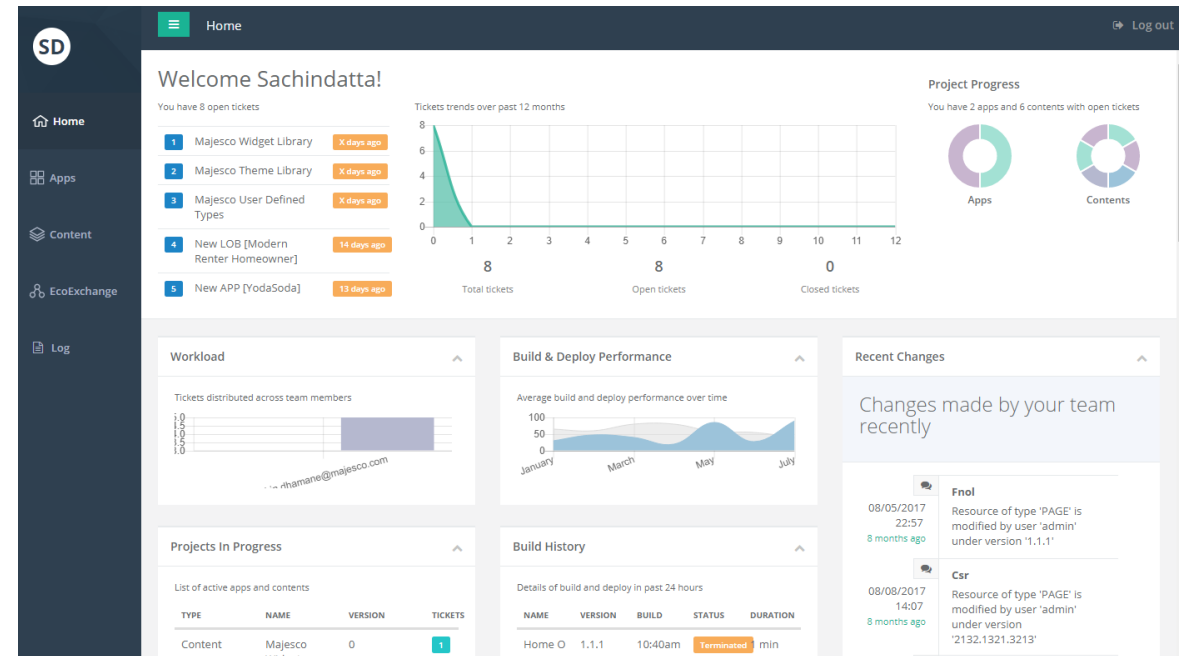 SD
Home
Log out
Home
Apps
Content
EcoExchange
Log
Welcome Sachindatta!
You have 8 open tickets
1 Majesco Widget Library X days ago
2 Majesco Theme Library X days ago
3 Majesco User Defined
Types X days ago
4 New LOB [Modern
Renter Homeowner] 14 days ago
5 New APP [YodaSoda] 13 days ago
Tickets trends over past 12 months
8
6
4
2
0
0 1 2 3 4 5 6 7 8 9 10 11 12
8 8 0
Total tickets Open tickets Closed tickets
Project Progress
You have 2 apps and 6 contents with open tickets
Apps Contents
Workload
Tickets distributed across team members
dhamane@majesco.com
Build & Deploy Performance
Average build and deploy performance over time
100
50
0
January March May July
Recent Changes
Changes made by your team
recently
Fnol
08/05/2017
22:57
8 months ago
Resource of type 'PAGE' is
modified by user 'admin'
under version '1.1.1'
Csr
08/08/2017
14:07
8 months ago
Resource of type 'PAGE' is
modified by user 'admin'
under version
'2132.1321.3213'
Projects In Progress
List of active apps and contents
TYPE NAME VERSION TICKETS
Content Majesco 0 1
Build History
Details of build and deploy in past 24 hours
NAME VERSION BUILD STATUS DURATION
Home O 1.1.1 10:40am Terminated 1 min